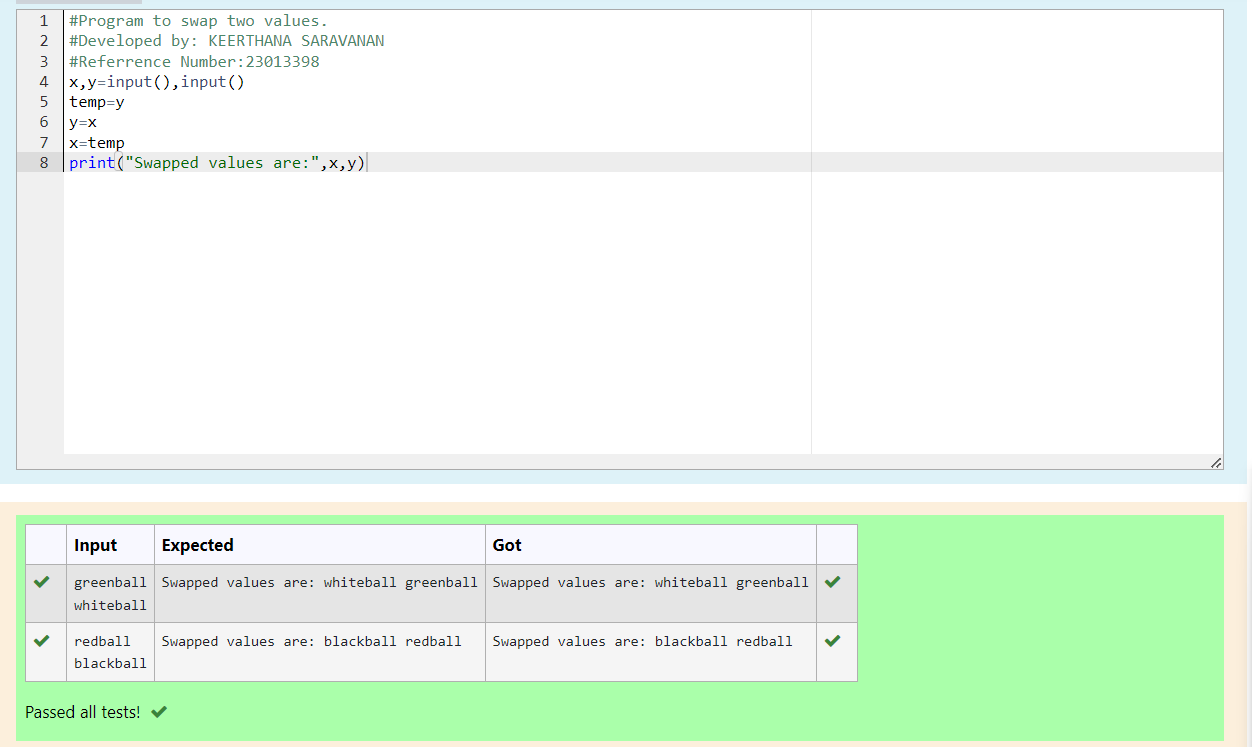 1 #Program to swap two values.
2 #Developed by: KEERTHANA SARAVANAN
3 #Referrence Number:23013398
4 x,y=input(),input()
5 temp=y
6 y=x
7 x=temp
8 print("Swapped values are:",x,y)
Input Expected Got
greenball Swapped values are: whiteball greenball Swapped values are: whiteball greenball
whiteball
redball Swapped values are: blackball redball Swapped values are: blackball redball
blackball
Passed all tests!